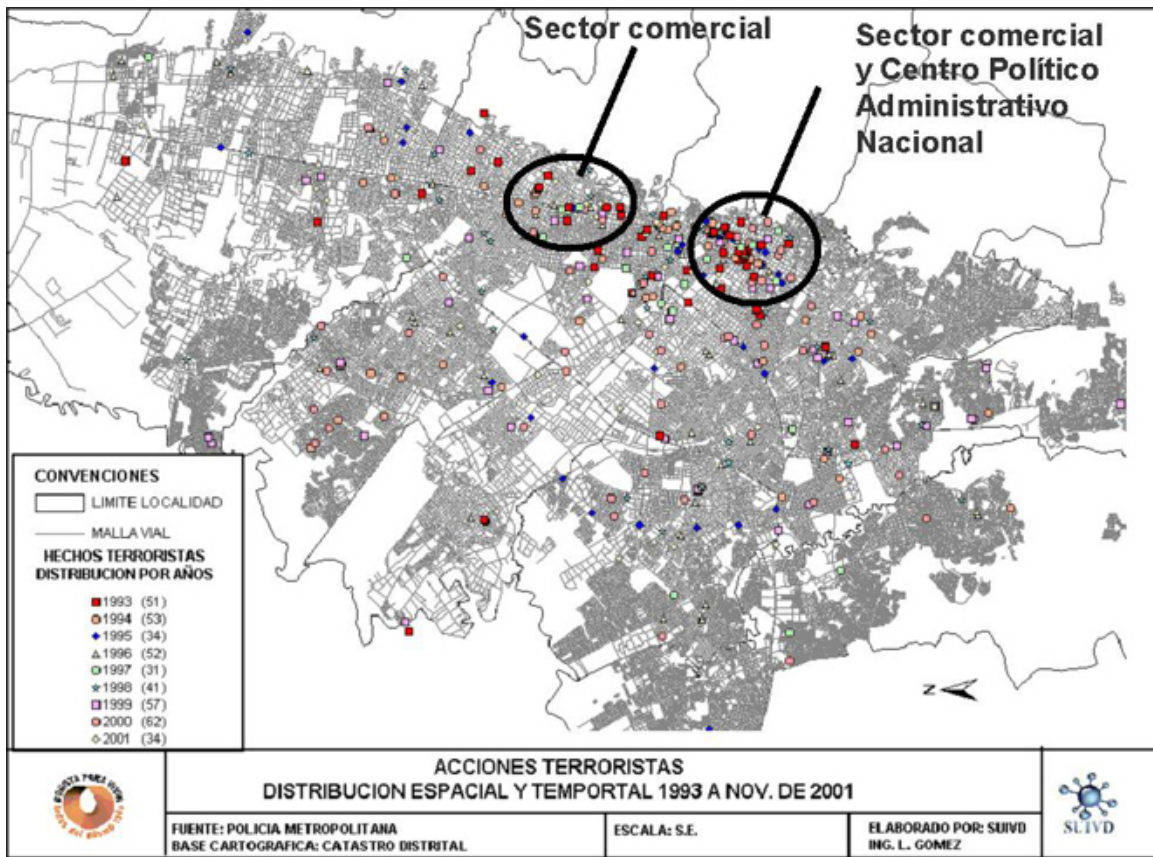 Sector comercial
Sector comercial
y Centro Político
Administrativo
Nacional
CONVENCIONES
LIMITE LOCALIDAD
MALLA VIAL
HECHOS TERRORISTAS
DISTRIBUCION POR AÑOS
1993 (51)
1994 (53)
1995 (34)
1996 (52)
1997 (31)
1998 (41)
1999 (57)
2000 (62)
2001 (34)
N
ACCIONES TERRORISTAS
DISTRIBUCION ESPACIAL Y TEMPORTAL 1993 A NOV. DE 2001
FUENTE: POLICIA METROPOLITANA
BASE CARTOGRAFICA: CATASTRO DISTRITAL
ESCALA: S.E.
ELABORADO POR: SUIVD
ING. L. GOMEZ
SUIVD